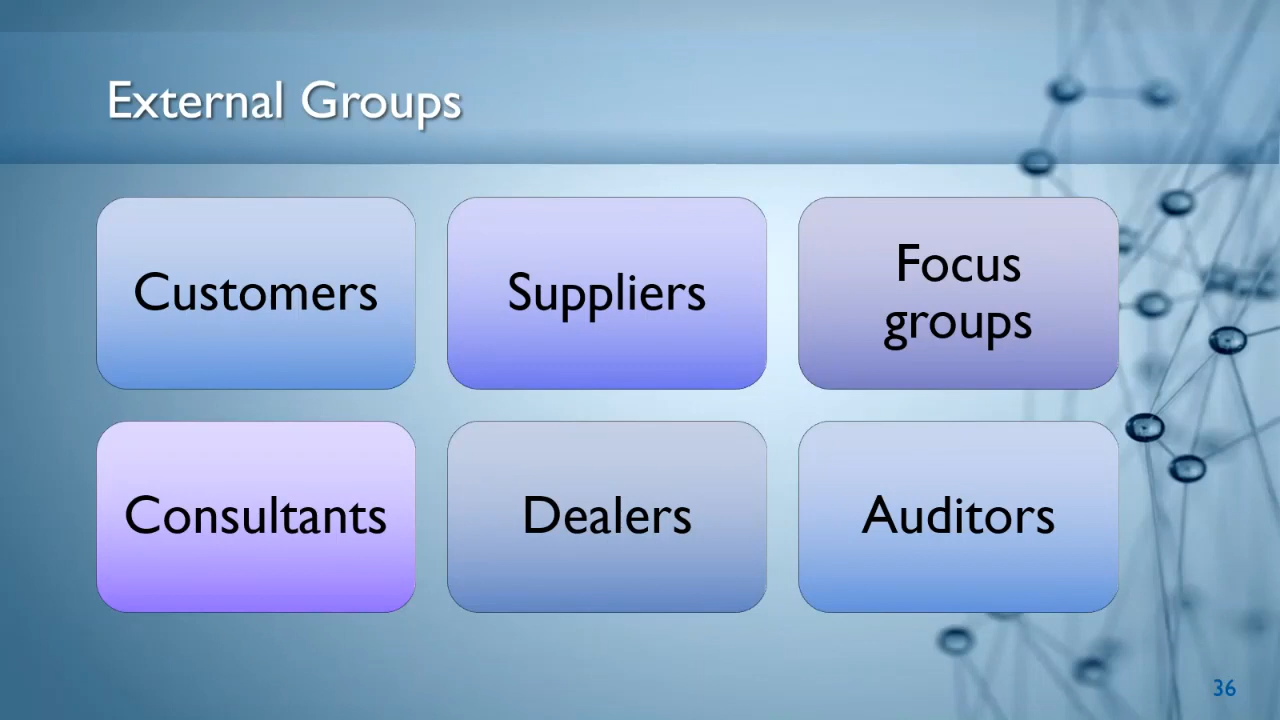 External Groups
Customers
Suppliers
Focus
groups
Consultants
Dealers
Auditors
36